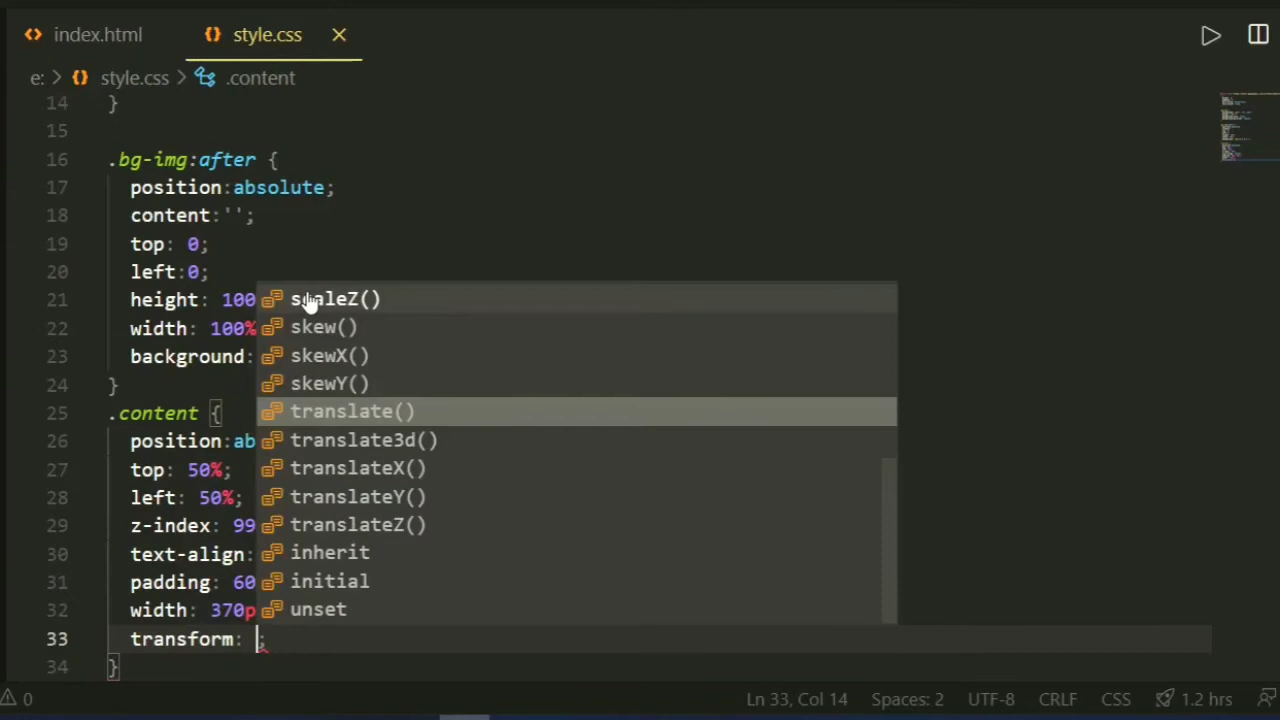 index.html
style.css
e: > style.css > .content
14 }
15
16 .bg-img:after {
17 position:absolute;
18 content:'';
19 top: 0;
20 left:0;
21 height: 100
22 width: 100%
23 background:
24 }
25 .content {
26 position:ab
27 top: 50%;
28 left: 50%;
29 z-index: 99
30 text-align:
31 padding: 60
32 width: 370p
33 transform: ;
34 }
scaleZ()
skew()
skewX()
skewY()
translate()
translate3d()
translateX()
translateY()
translateZ()
inherit
initial
unset
0
Ln 33, Col 14
Spaces: 2
UTF-8
CRLF
CSS
1.2 hrs